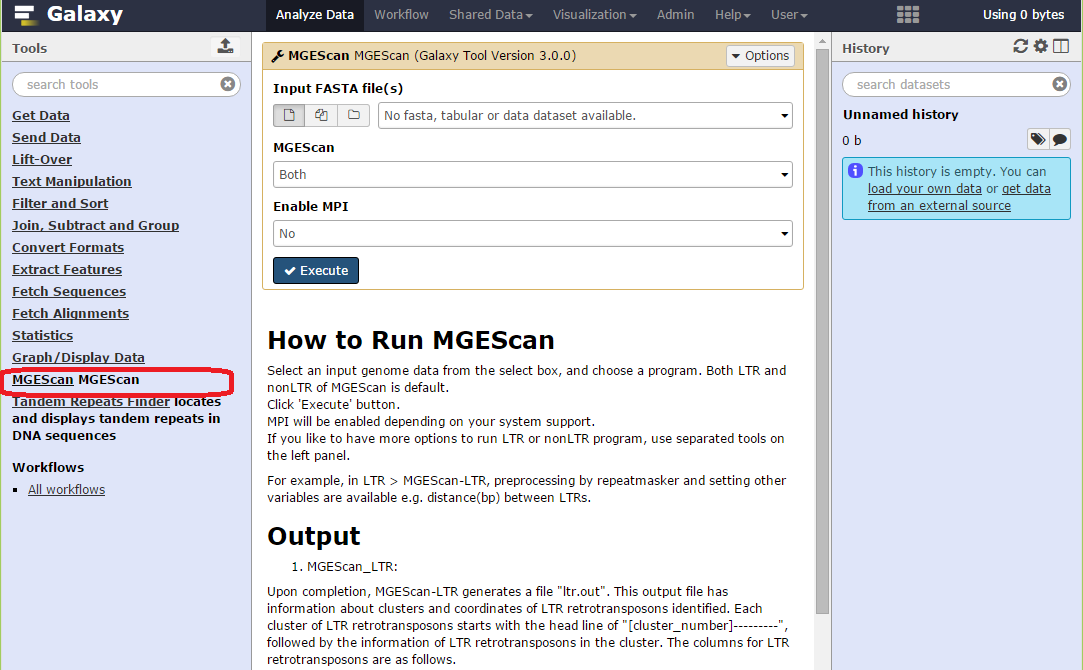 Galaxy
Analyze Data
Workflow
Shared Data
Visualization
Admin
Help
User
Using 0 bytes
Tools
search tools
Get Data
Send Data
Lift-Over
Text Manipulation
Filter and Sort
Join, Subtract and Group
Convert Formats
Extract Features
Fetch Sequences
Fetch Alignments
Statistics
Graph/Display Data
MGEScan MGEScan
Tandem Repeats Finder locates
and displays tandem repeats in
DNA sequences
Workflows
All workflows
MGEScan MGEScan (Galaxy Tool Version 3.0.0)
Options
Input FASTA file(s)
No fasta, tabular or data dataset available.
MGEScan
Both
Enable MPI
No
Execute
How to Run MGEScan
Select an input genome data from the select box, and choose a program. Both LTR and
nonLTR of MGEScan is default.
Click 'Execute' button.
MPI will be enabled depending on your system support.
If you like to have more options to run LTR or nonLTR program, use separated tools on
the left panel.
For example, in LTR > MGEScan-LTR, preprocessing by repeatmasker and setting other
variables are available e.g. distance(bp) between LTRs.
Output
1. MGEScan_LTR:
Upon completion, MGEScan-LTR generates a file "ltr.out". This output file has
information about clusters and coordinates of LTR retrotransposons identified. Each
cluster of LTR retrotransposons starts with the head line of "[cluster_number]---------",
followed by the information of LTR retrotransposons in the cluster. The columns for LTR
retrotransposons are as follows.
History
search datasets
Unnamed history
0 b
This history is empty. You can
load your own data or get data
from an external source